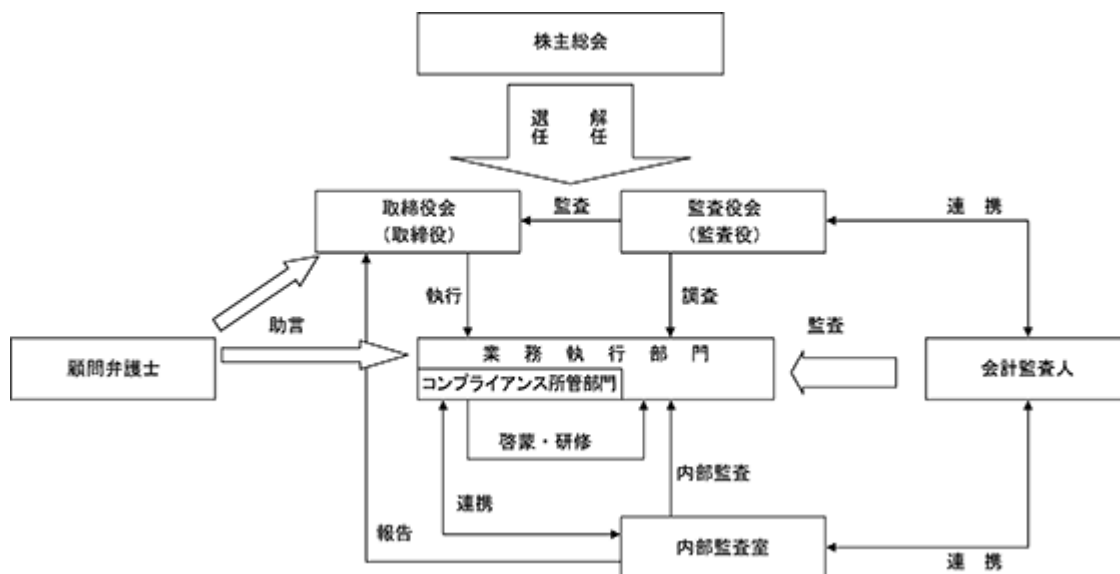 株主総会
選任
解任
取締役会
（取締役）
監査
監査役会
（監査役）
連 携
執行
調査
助言
監査
顧問弁護士
業 務 執 行 部 門
コンプライアンス所管部門
会計監査人
啓蒙・研修
内部監査
連携
報告
内部監査室
連 携